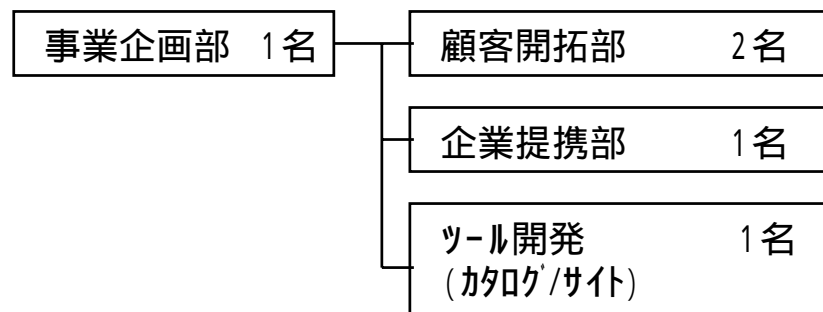 事業企画部 1名
顧客開拓部 2名
企業提携部 1名
ツール開発 1名
(カタログ/サイト)